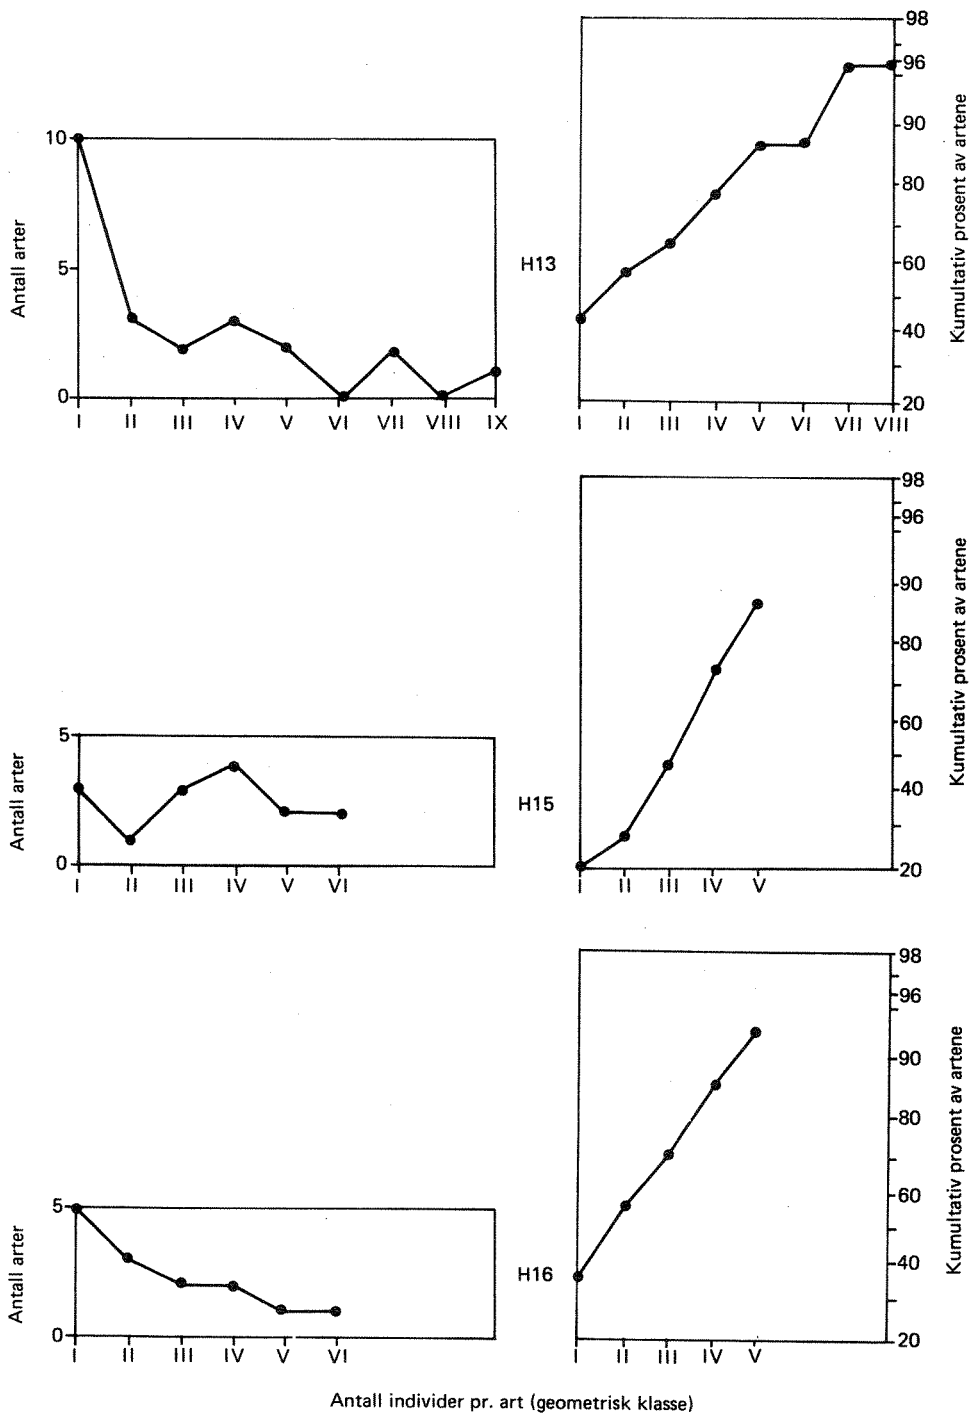 10
5
0
Antall arter
I II III IV V VI VII VIII IX
H13
98
96
90
80
60
40
20
Kumultativ prosent av artene
I II III IV V VI VII VIII
5
0
Antall arter
I II III IV V VI
H15
98
96
90
80
60
40
20
Kumultativ prosent av artene
I II III IV V
5
0
Antall arter
I II III IV V VI
H16
98
96
90
80
60
40
20
Kumultativ prosent av artene
I II III IV V
Antall individer pr. art (geometrisk klasse)